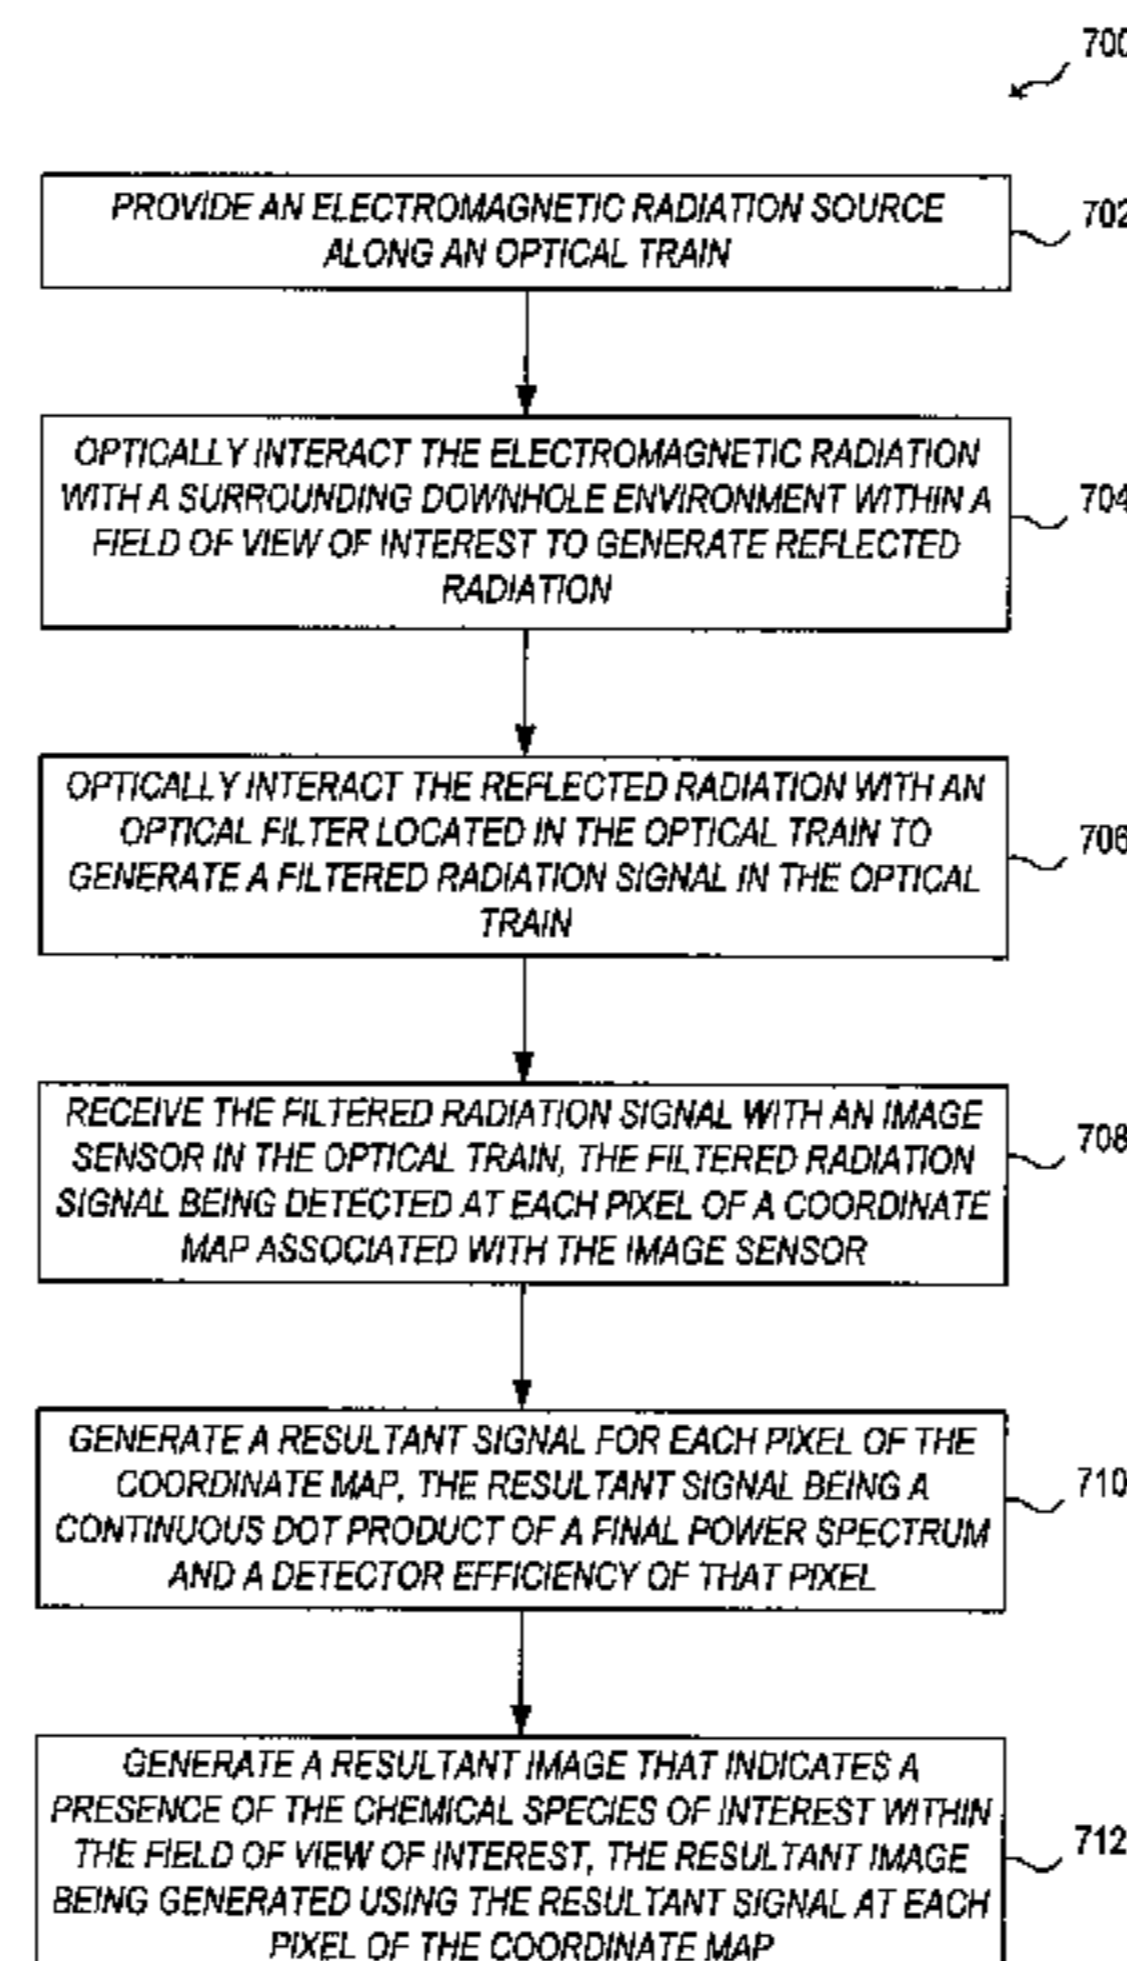 700
PROVIDE AN ELECTROMAGNETIC RADIATION SOURCE
ALONG AN OPTICAL TRAIN
702
OPTICALLY INTERACT THE ELECTROMAGNETIC RADIATION
WITH A SURROUNDING DOWNHOLE ENVIRONMENT WITHIN A
FIELD OF VIEW OF INTEREST TO GENERATE REFLECTED
RADIATION
704
OPTICALLY INTERACT THE REFLECTED RADIATION WITH AN
OPTICAL FILTER LOCATED IN THE OPTICAL TRAIN TO
GENERATE A FILTERED RADIATION SIGNAL IN THE OPTICAL
TRAIN
706
RECEIVE THE FILTERED RADIATION SIGNAL WITH AN IMAGE
SENSOR IN THE OPTICAL TRAIN, THE FILTERED RADIATION
SIGNAL BEING DETECTED AT EACH PIXEL OF A COORDINATE
MAP ASSOCIATED WITH THE IMAGE SENSOR
708
GENERATE A RESULTANT SIGNAL FOR EACH PIXEL OF THE
COORDINATE MAP, THE RESULTANT SIGNAL BEING A
CONTINUOUS DOT PRODUCT OF A FINAL POWER SPECTRUM
AND A DETECTOR EFFICIENCY OF THAT PIXEL
710
GENERATE A RESULTANT IMAGE THAT INDICATES A
PRESENCE OF THE CHEMICAL SPECIES OF INTEREST WITHIN
THE FIELD OF VIEW OF INTEREST, THE RESULTANT IMAGE
BEING GENERATED USING THE RESULTANT SIGNAL AT EACH
PIXEL OF THE COORDINATE MAP
712